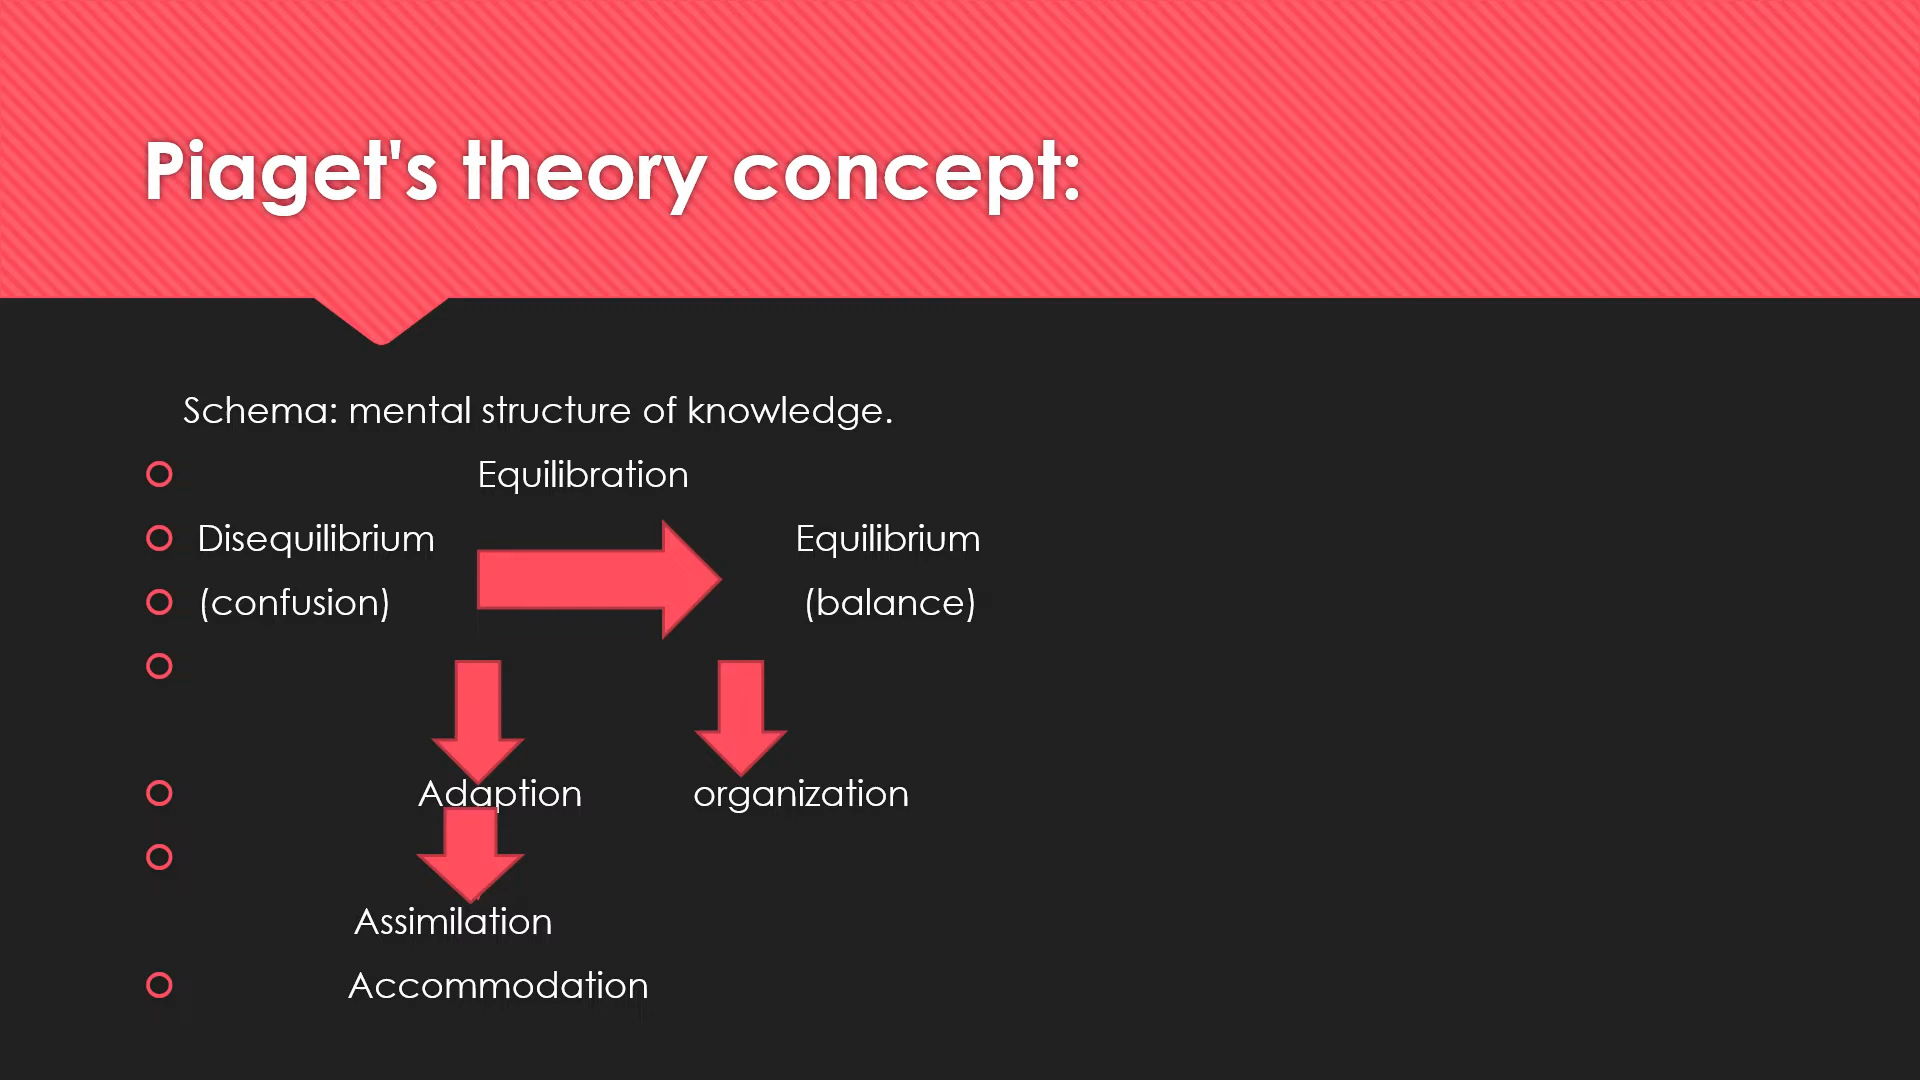 Piaget's theory concept:
Schema: mental structure of knowledge.
Equilibration
Disequilibrium Equilibrium
(confusion) (balance)
Adaption organization
Assimilation
Accommodation